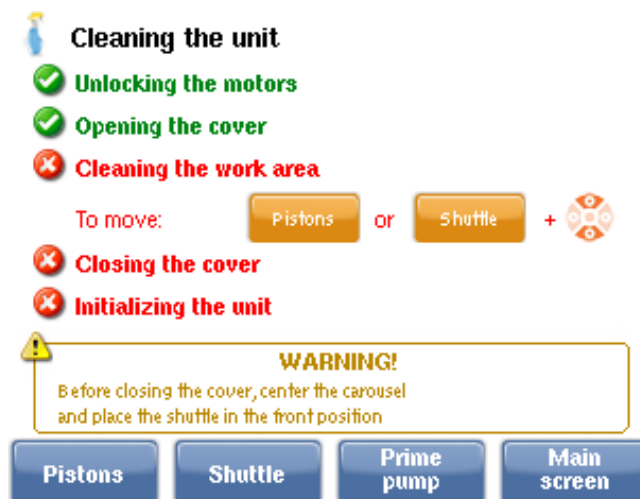 Cleaning the unit
Unlocking the motors
Opening the cover
Cleaning the work area
To move: Pistons or Shuttle +
Closing the cover
Initializing the unit
WARNING!
Before closing the cover, center the carousel
and place the shuttle in the front position
Pistons Shuttle Prime pump Main screen